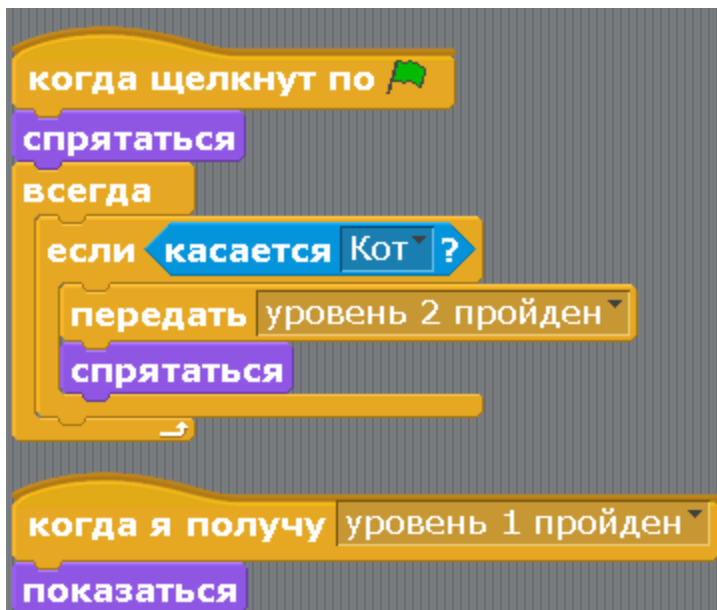 когда щелкнут по
спрятаться
всегда
если касается Кот ?
передать уровень 2 пройден
спрятаться
когда я получу уровень 1 пройден
показаться